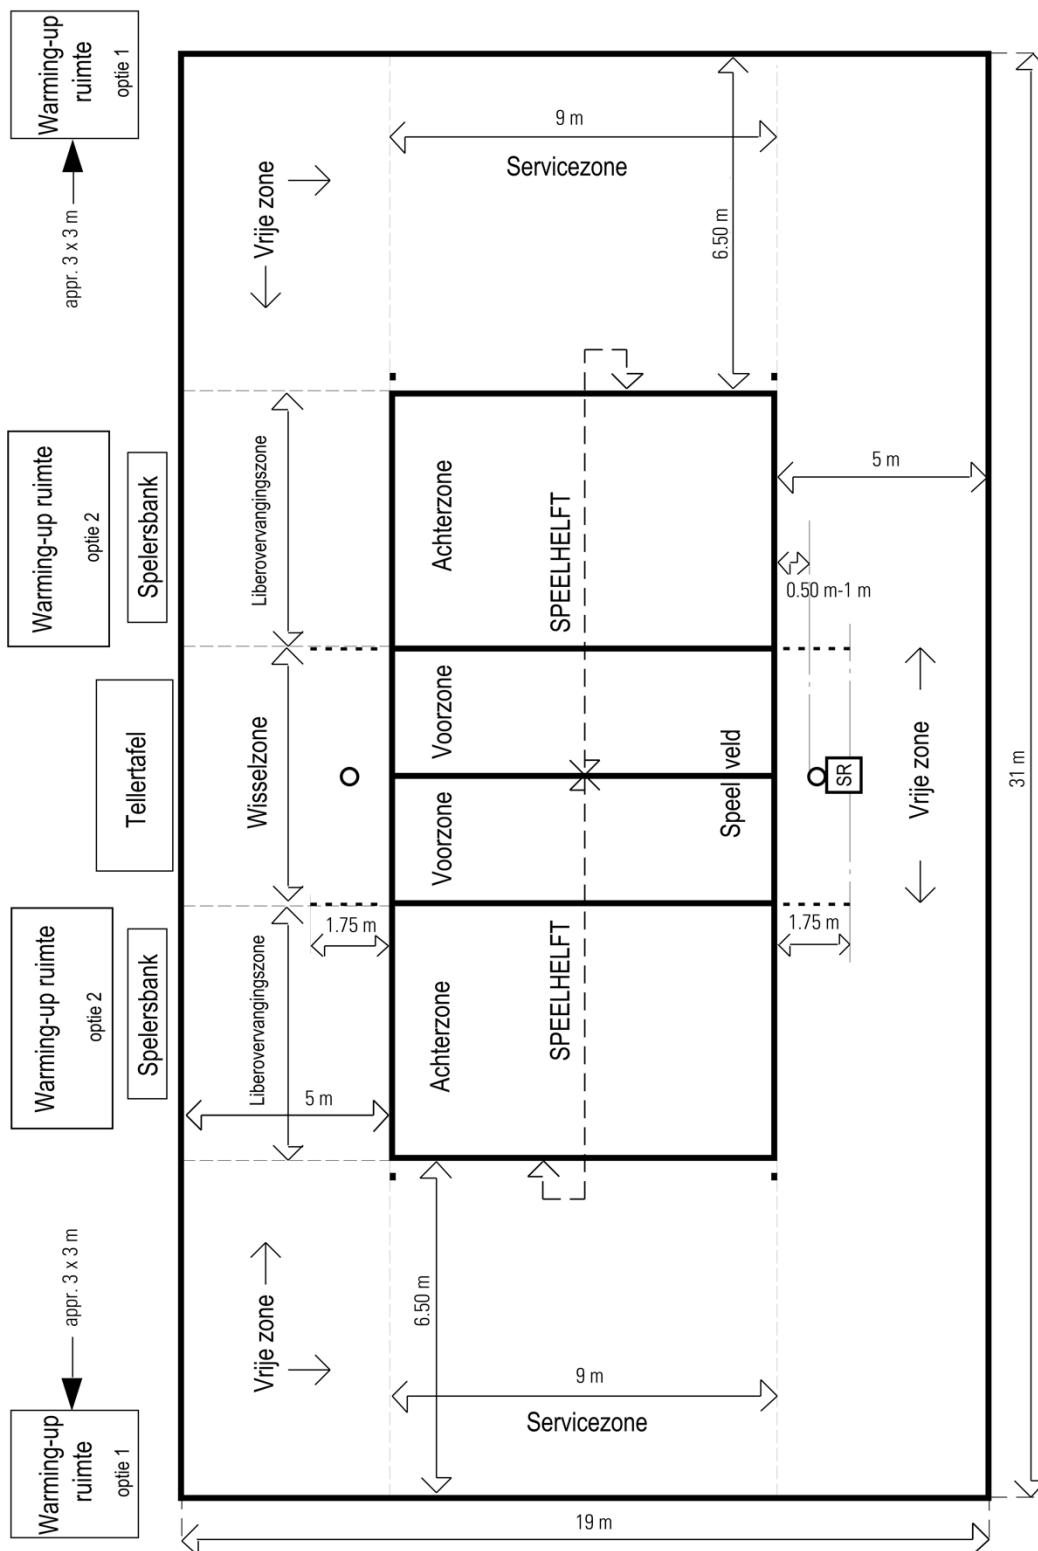 Warming-up
ruimte
optie 1
appr. 3 x 3 m
Vrije zone
9 m
Servicezone
6.50 m
Warming-up ruimte
optie 2
Spelersbank
Liberovervangingszone
Achterzone
SPEELHELFT
5 m
0.50 m-1 m
Tellertafel
Wisselzone
Voorzone
Voorzone
Speel veld
SR
Vrije zone
31 m
Warming-up ruimte
optie 2
Spelersbank
Liberovervangingszone
1.75 m
Achterzone
SPEELHELFT
1.75 m
5 m
appr. 3 x 3 m
Vrije zone
6.50 m
9 m
Servicezone
Warming-up
ruimte
optie 1
19 m